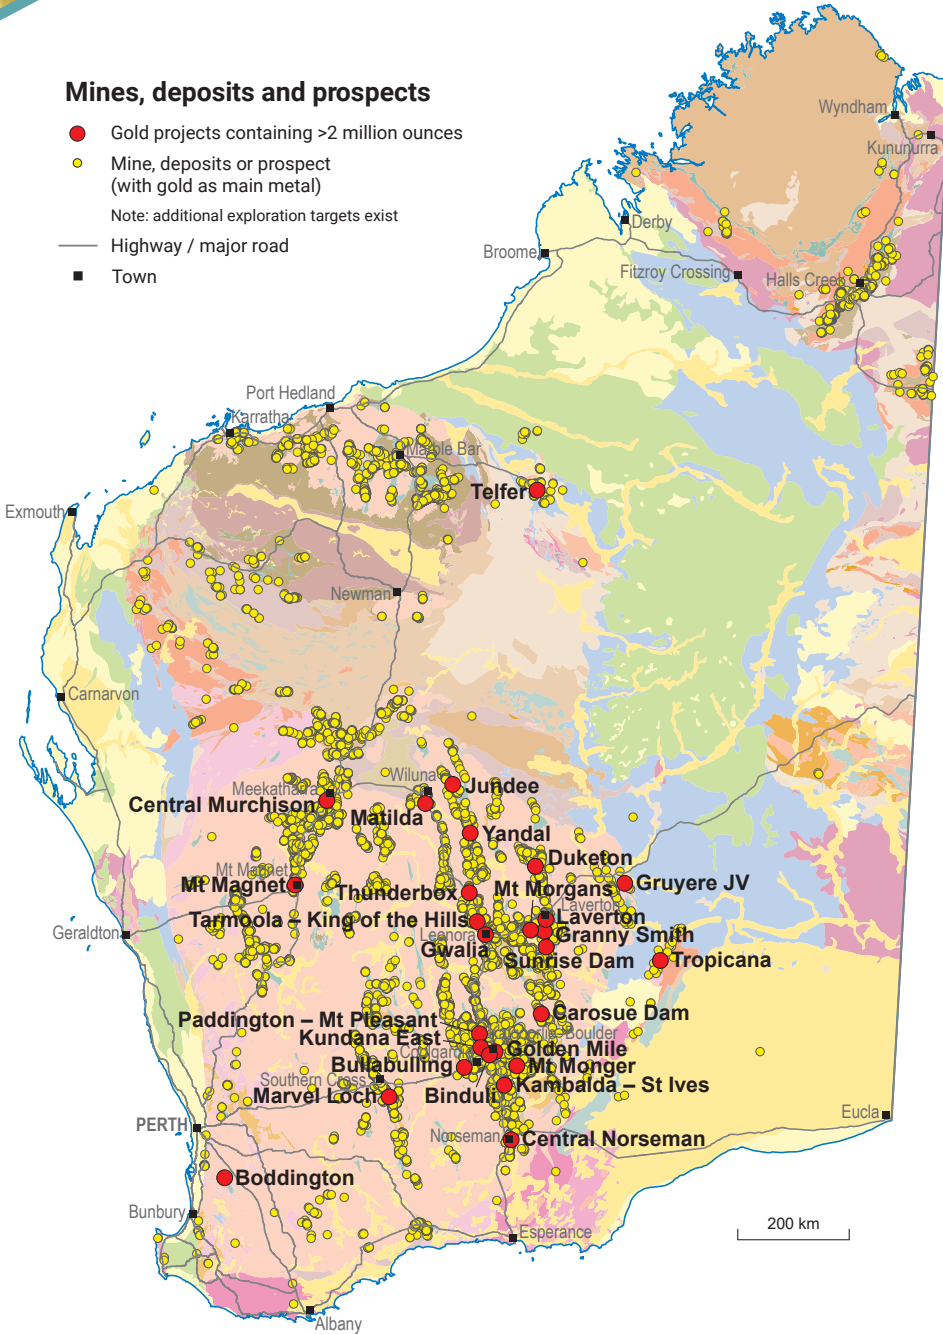 Mines, deposits and prospects
Gold projects containing >2 million ounces
Mine, deposits or prospect
(with gold as main metal)
Note: additional exploration targets exist
Highway / major road
Town
Wyndham
Kununurra
Derby
Broome
Fitzroy Crossing
Halls Creek
Port Hedland
Karratha
Marble Bar
Telfer
Exmouth
Newman
Carnarvon
Wiluna
Meekatharra
Jundee
Central Murchison
Matilda
Yandal
Duketon
Mt Magnet
Mt Magnet
Thunderbox
Mt Morgans
Gruyere JV
Laverton
Laverton
Tarmoola – King of the Hills
Leonora
Granny Smith
Geraldton
Gwalia
Sunrise Dam
Tropicana
Carosue Dam
Paddington – Mt Pleasant
Kalgoorlie-Boulder
Kundana East
Coolgardie
Golden Mile
Bullabulling
Mt Monger
Southern Cross
Kambalda – St Ives
Marvel Loch
Binduli
Eucla
PERTH
Norseman
Central Norseman
Boddington
Bunbury
200 km
Esperance
Albany